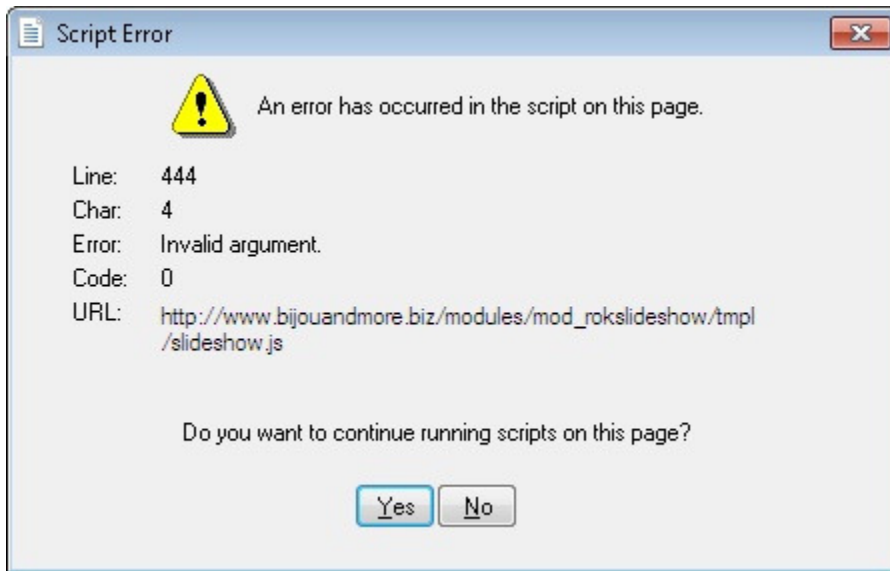 Script Error
An error has occurred in the script on this page.
Line: 444
Char: 4
Error: Invalid argument.
Code: 0
URL: http://www.bijouandmore.biz/modules/mod_rokslideshow/tmpl
/slideshow.js
Do you want to continue running scripts on this page?
Yes No